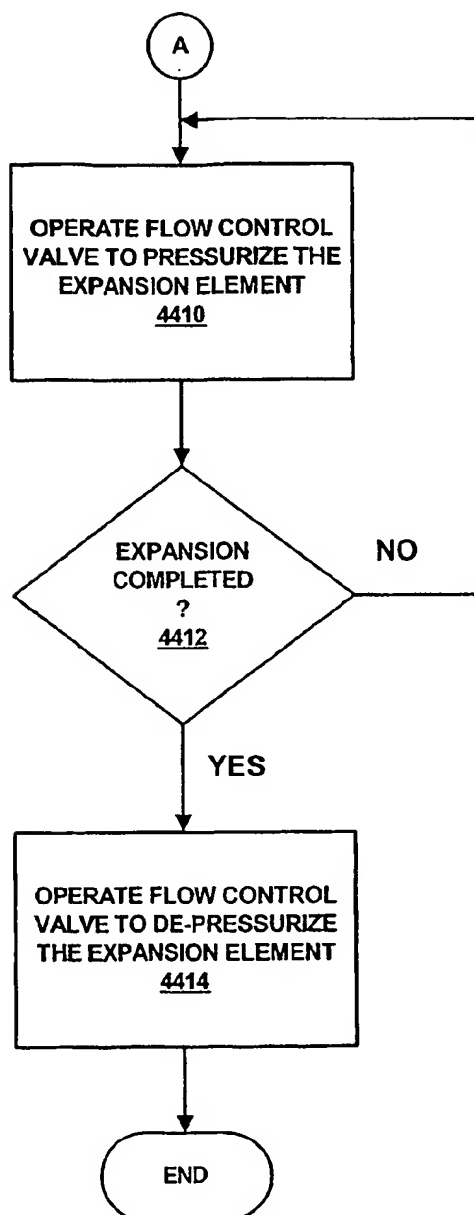 A
OPERATE FLOW CONTROL
VALVE TO PRESSURIZE THE
EXPANSION ELEMENT
4410
EXPANSION
COMPLETED
?
4412
NO
YES
OPERATE FLOW CONTROL
VALVE TO DE-PRESSURIZE
THE EXPANSION ELEMENT
4414
END